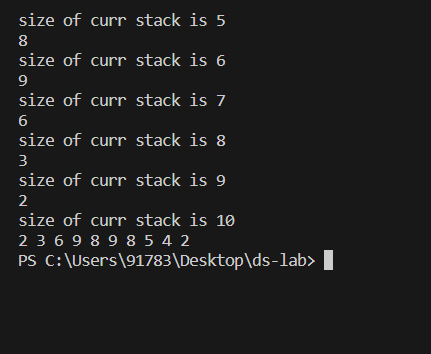 size of curr stack is 5
8
size of curr stack is 6
9
size of curr stack is 7
6
size of curr stack is 8
3
size of curr stack is 9
2
size of curr stack is 10
2 3 6 9 8 9 8 5 4 2
PS C:\Users\91783\Desktop\ds-lab>